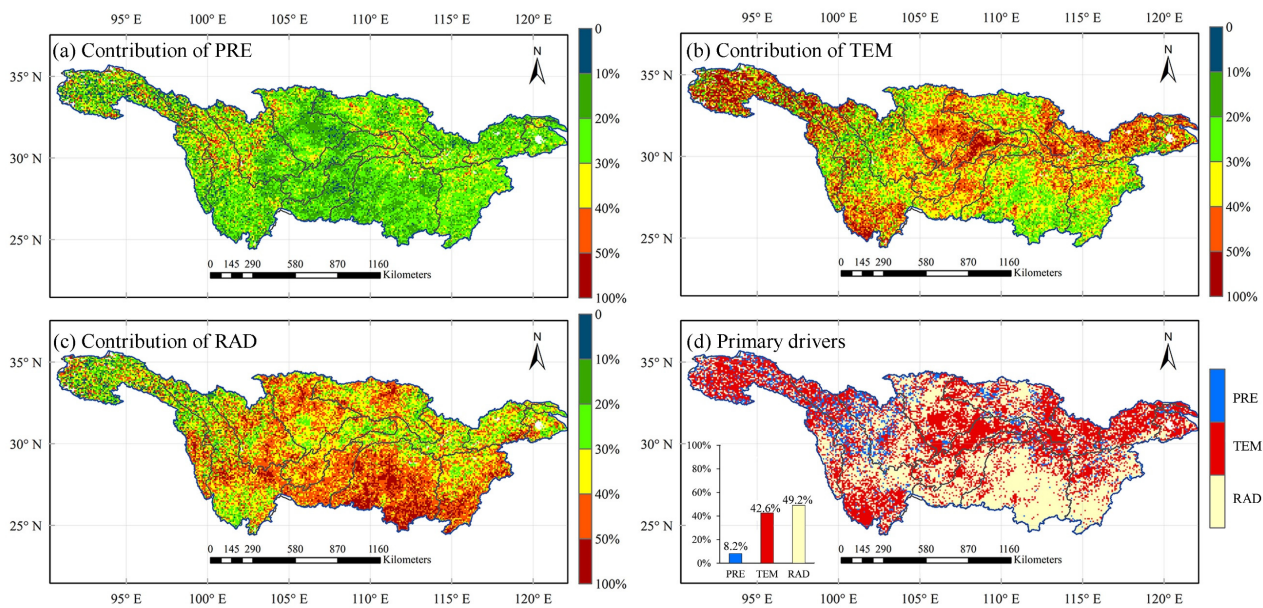 95° E 100° E 105° E 110° E 115° E 120° E
95° E 100° E 105° E 110° E 115° E 120° E
(a) Contribution of PRE
N
35° N
30° N
25° N
0 145 290 580 870 1160
Kilometers
0
10%
20%
30%
40%
50%
100%
(b) Contribution of TEM
N
35° N
30° N
25° N
0 145 290 580 870 1160
Kilometers
0
10%
20%
30%
40%
50%
100%
(c) Contribution of RAD
N
35° N
30° N
25° N
0 145 290 580 870 1160
Kilometers
0
10%
20%
30%
40%
50%
100%
(d) Primary drivers
N
35° N
30° N
25° N
100%
80%
60%
40%
20%
0%
8.2%
42.6%
49.2%
PRE TEM RAD
0 145 290 580 870 1160
Kilometers
PRE
TEM
RAD
95° E 100° E 105° E 110° E 115° E 120° E
95° E 100° E 105° E 110° E 115° E 120° E